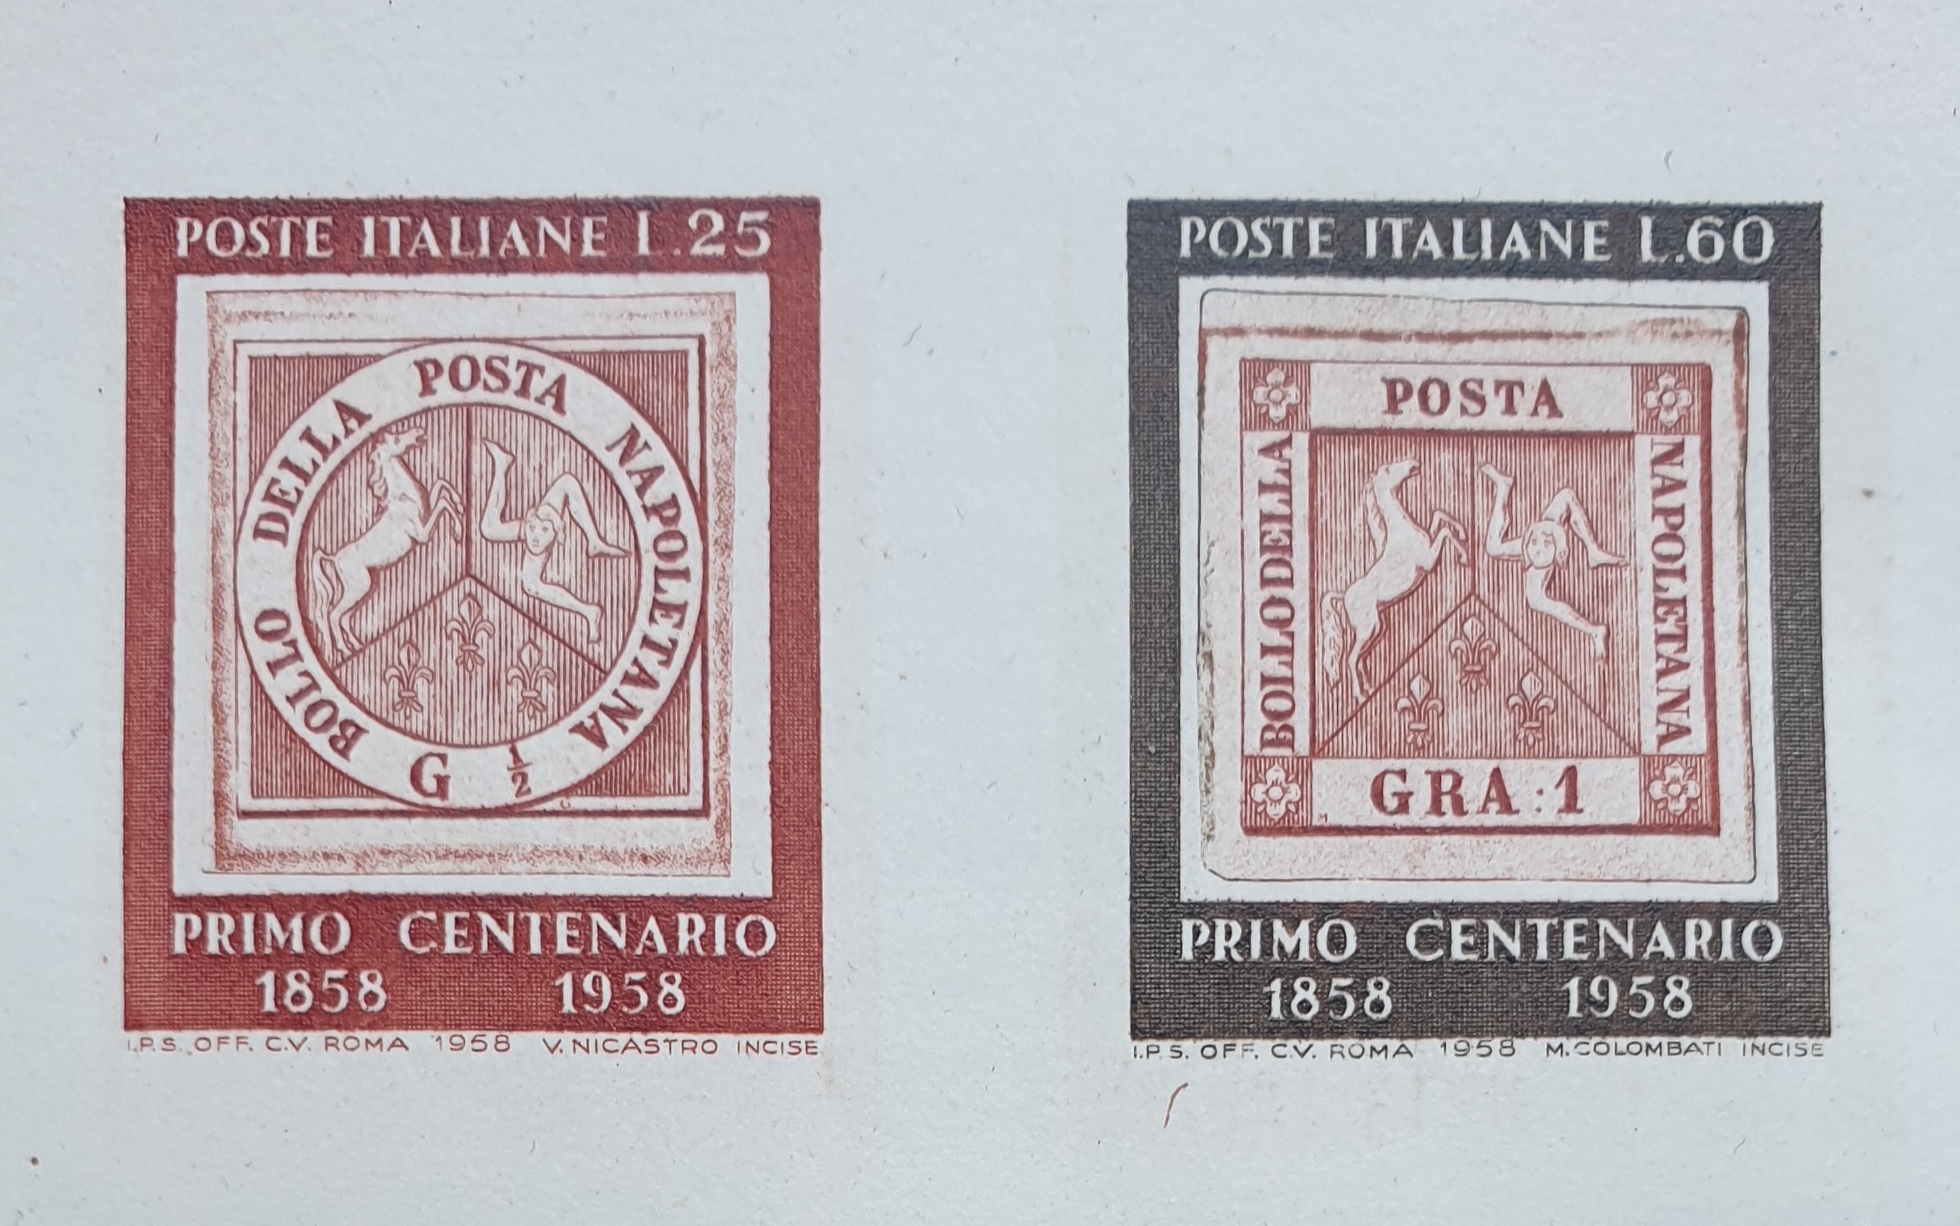 POSTE ITALIANE L.25
BOLLO DELLA POSTA NAPOLETANA
G 1/2
PRIMO CENTENARIO
1858 1958
I.P.S. OFF. C.V. ROMA 1958 V. NICASTRO INCISE
POSTE ITALIANE L.60
POSTA
BOLLO DELLA
NAPOLETANA
GRA:1
PRIMO CENTENARIO
1858 1958
I.P.S. OFF. C.V. ROMA 1958 M. COLOMBATI INCISE